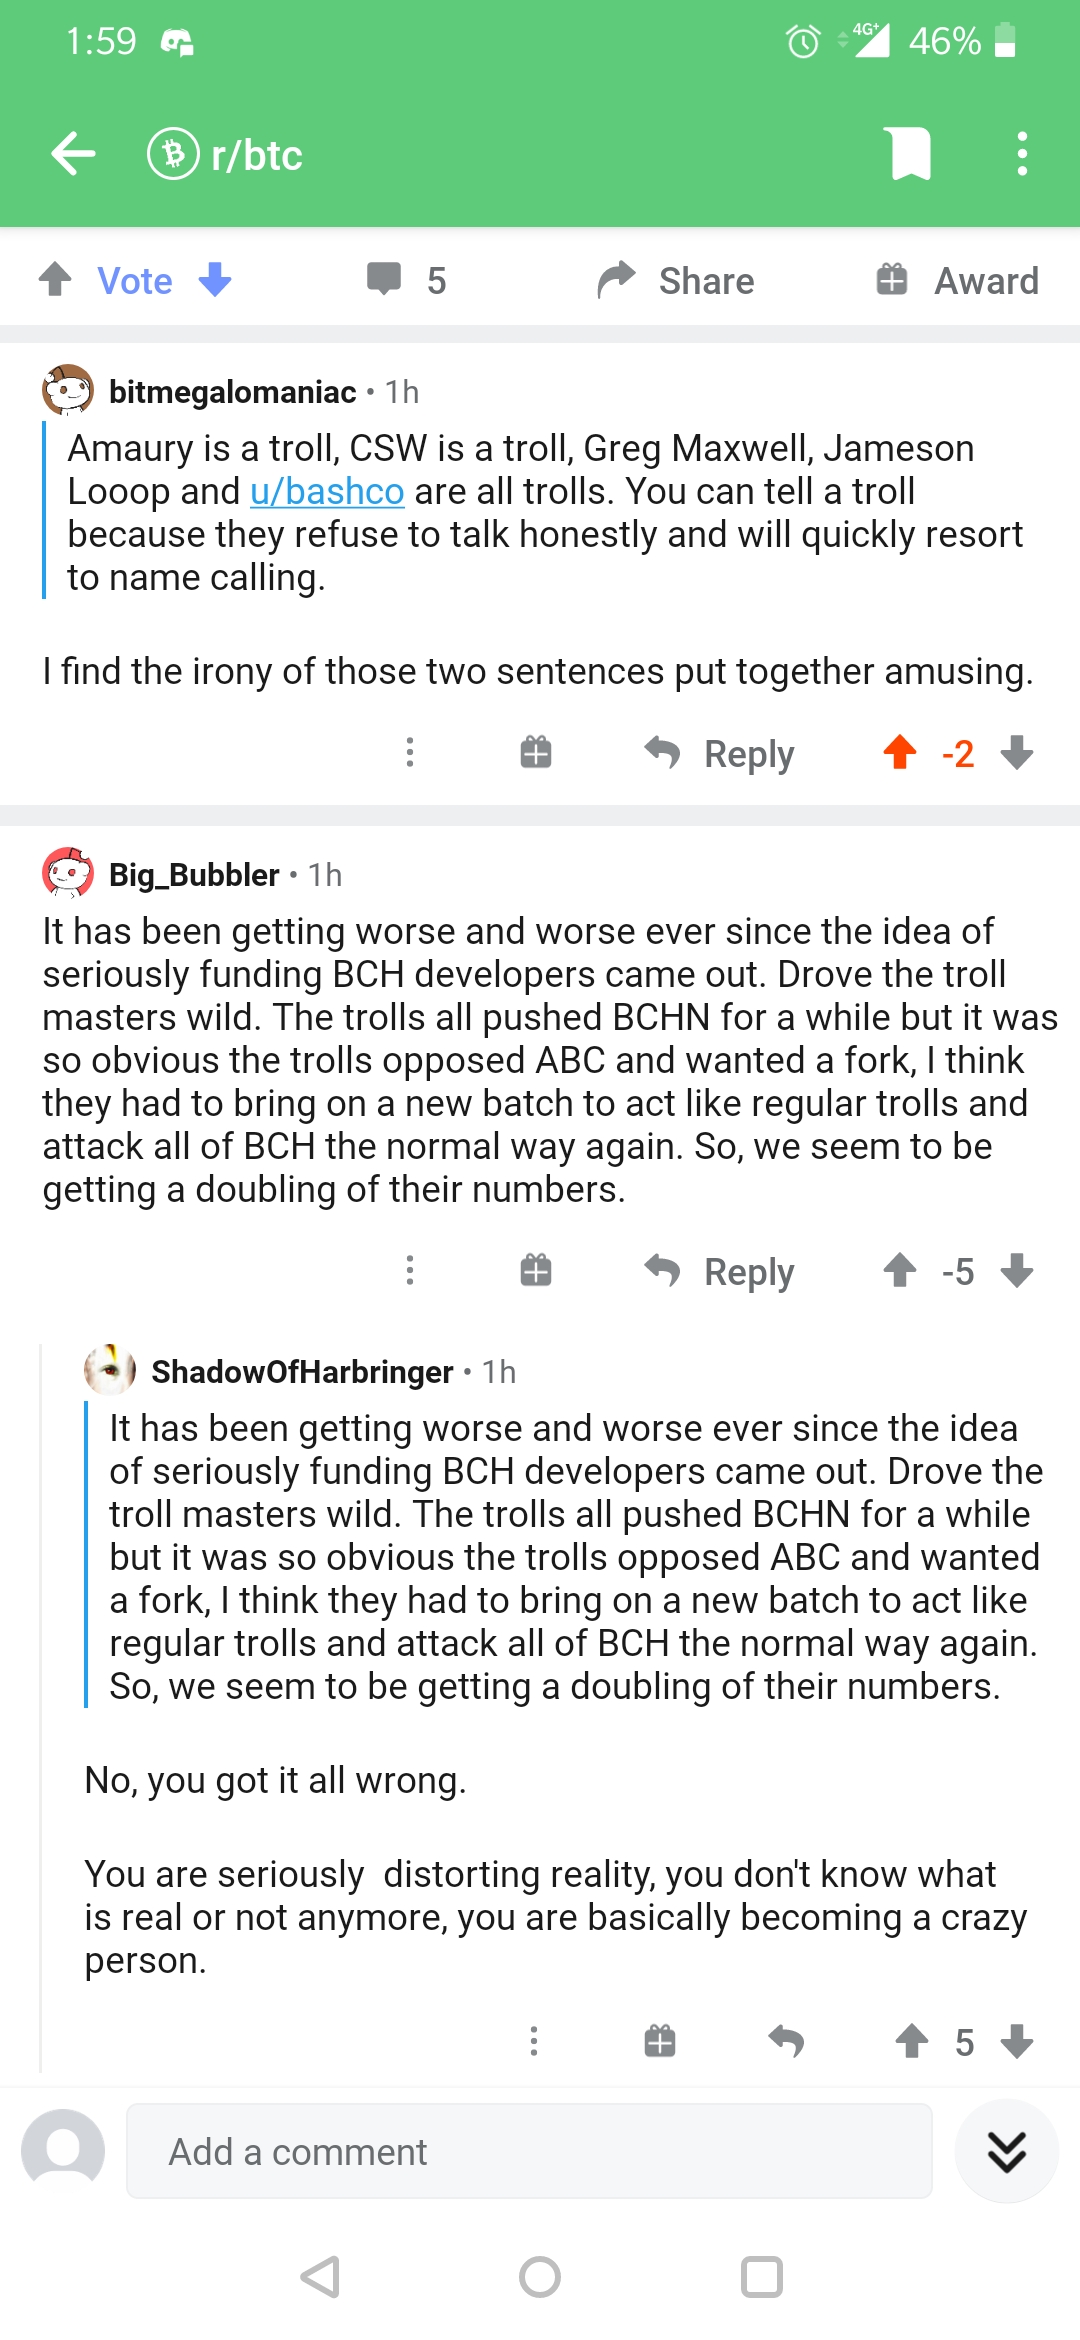 1:59 4G+ 46%
r/btc
Vote 5 Share Award
bitmegalomaniac • 1h
Amaury is a troll, CSW is a troll, Greg Maxwell, Jameson
Looop and u/bashco are all trolls. You can tell a troll
because they refuse to talk honestly and will quickly resort
to name calling.
I find the irony of those two sentences put together amusing.
Reply -2
Big_Bubbler • 1h
It has been getting worse and worse ever since the idea of
seriously funding BCH developers came out. Drove the troll
masters wild. The trolls all pushed BCHN for a while but it was
so obvious the trolls opposed ABC and wanted a fork, I think
they had to bring on a new batch to act like regular trolls and
attack all of BCH the normal way again. So, we seem to be
getting a doubling of their numbers.
Reply -5
ShadowOfHarbringer • 1h
It has been getting worse and worse ever since the idea
of seriously funding BCH developers came out. Drove the
troll masters wild. The trolls all pushed BCHN for a while
but it was so obvious the trolls opposed ABC and wanted
a fork, I think they had to bring on a new batch to act like
regular trolls and attack all of BCH the normal way again.
So, we seem to be getting a doubling of their numbers.
No, you got it all wrong.
You are seriously  distorting reality, you don't know what
is real or not anymore, you are basically becoming a crazy
person.
5
Add a comment